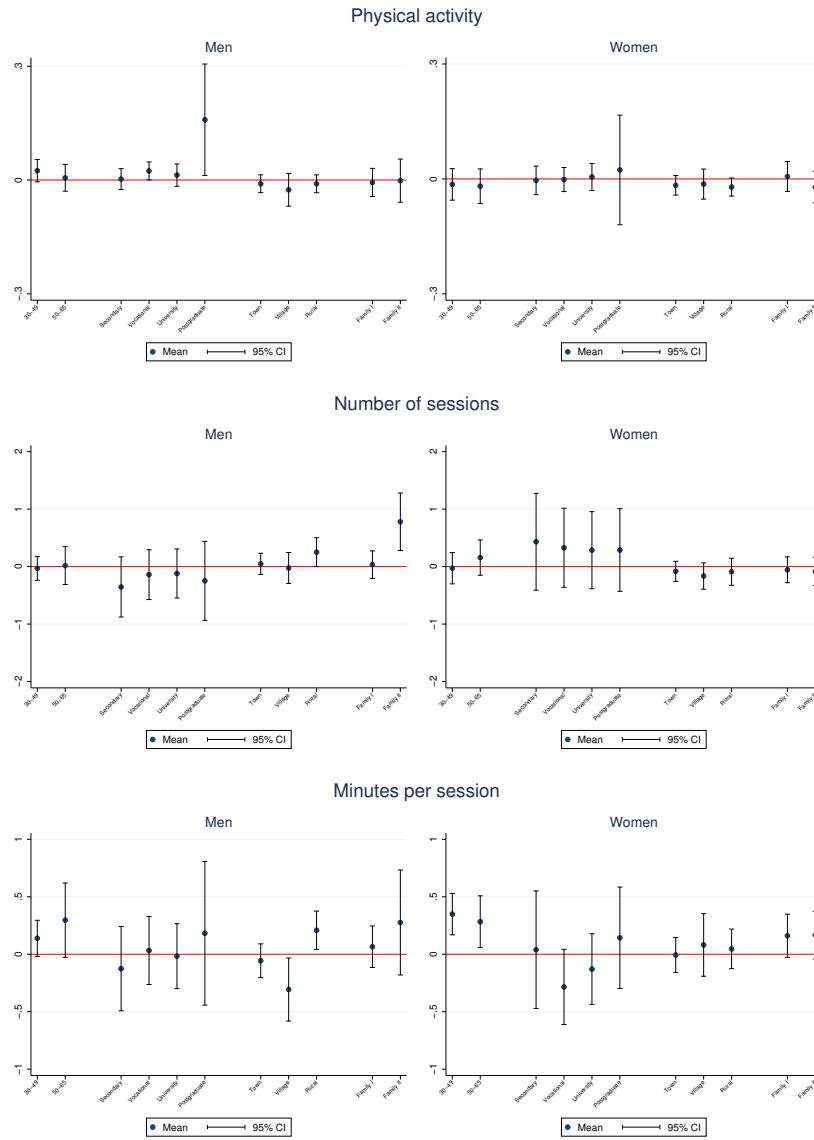 Physical activity
Men
Women
.3
0
-.3
30-49
50-65
Secondary
Vocational
University
Postgraduate
Town
Village
Rural
Family I
Family II
.3
0
-.3
30-49
50-65
Secondary
Vocational
University
Postgraduate
Town
Village
Rural
Family I
Family II
Mean 95% CI
Mean 95% CI
Number of sessions
Men
Women
2
1
0
-1
-2
30-49
50-65
Secondary
Vocational
University
Postgraduate
Town
Village
Rural
Family I
Family II
2
1
0
-1
-2
30-49
50-65
Secondary
Vocational
University
Postgraduate
Town
Village
Rural
Family I
Family II
Mean 95% CI
Mean 95% CI
Minutes per session
Men
Women
1
.5
0
-.5
-1
30-49
50-65
Secondary
Vocational
University
Postgraduate
Town
Village
Rural
Family I
Family II
1
.5
0
-.5
-1
30-49
50-65
Secondary
Vocational
University
Postgraduate
Town
Village
Rural
Family I
Family II
Mean 95% CI
Mean 95% CI